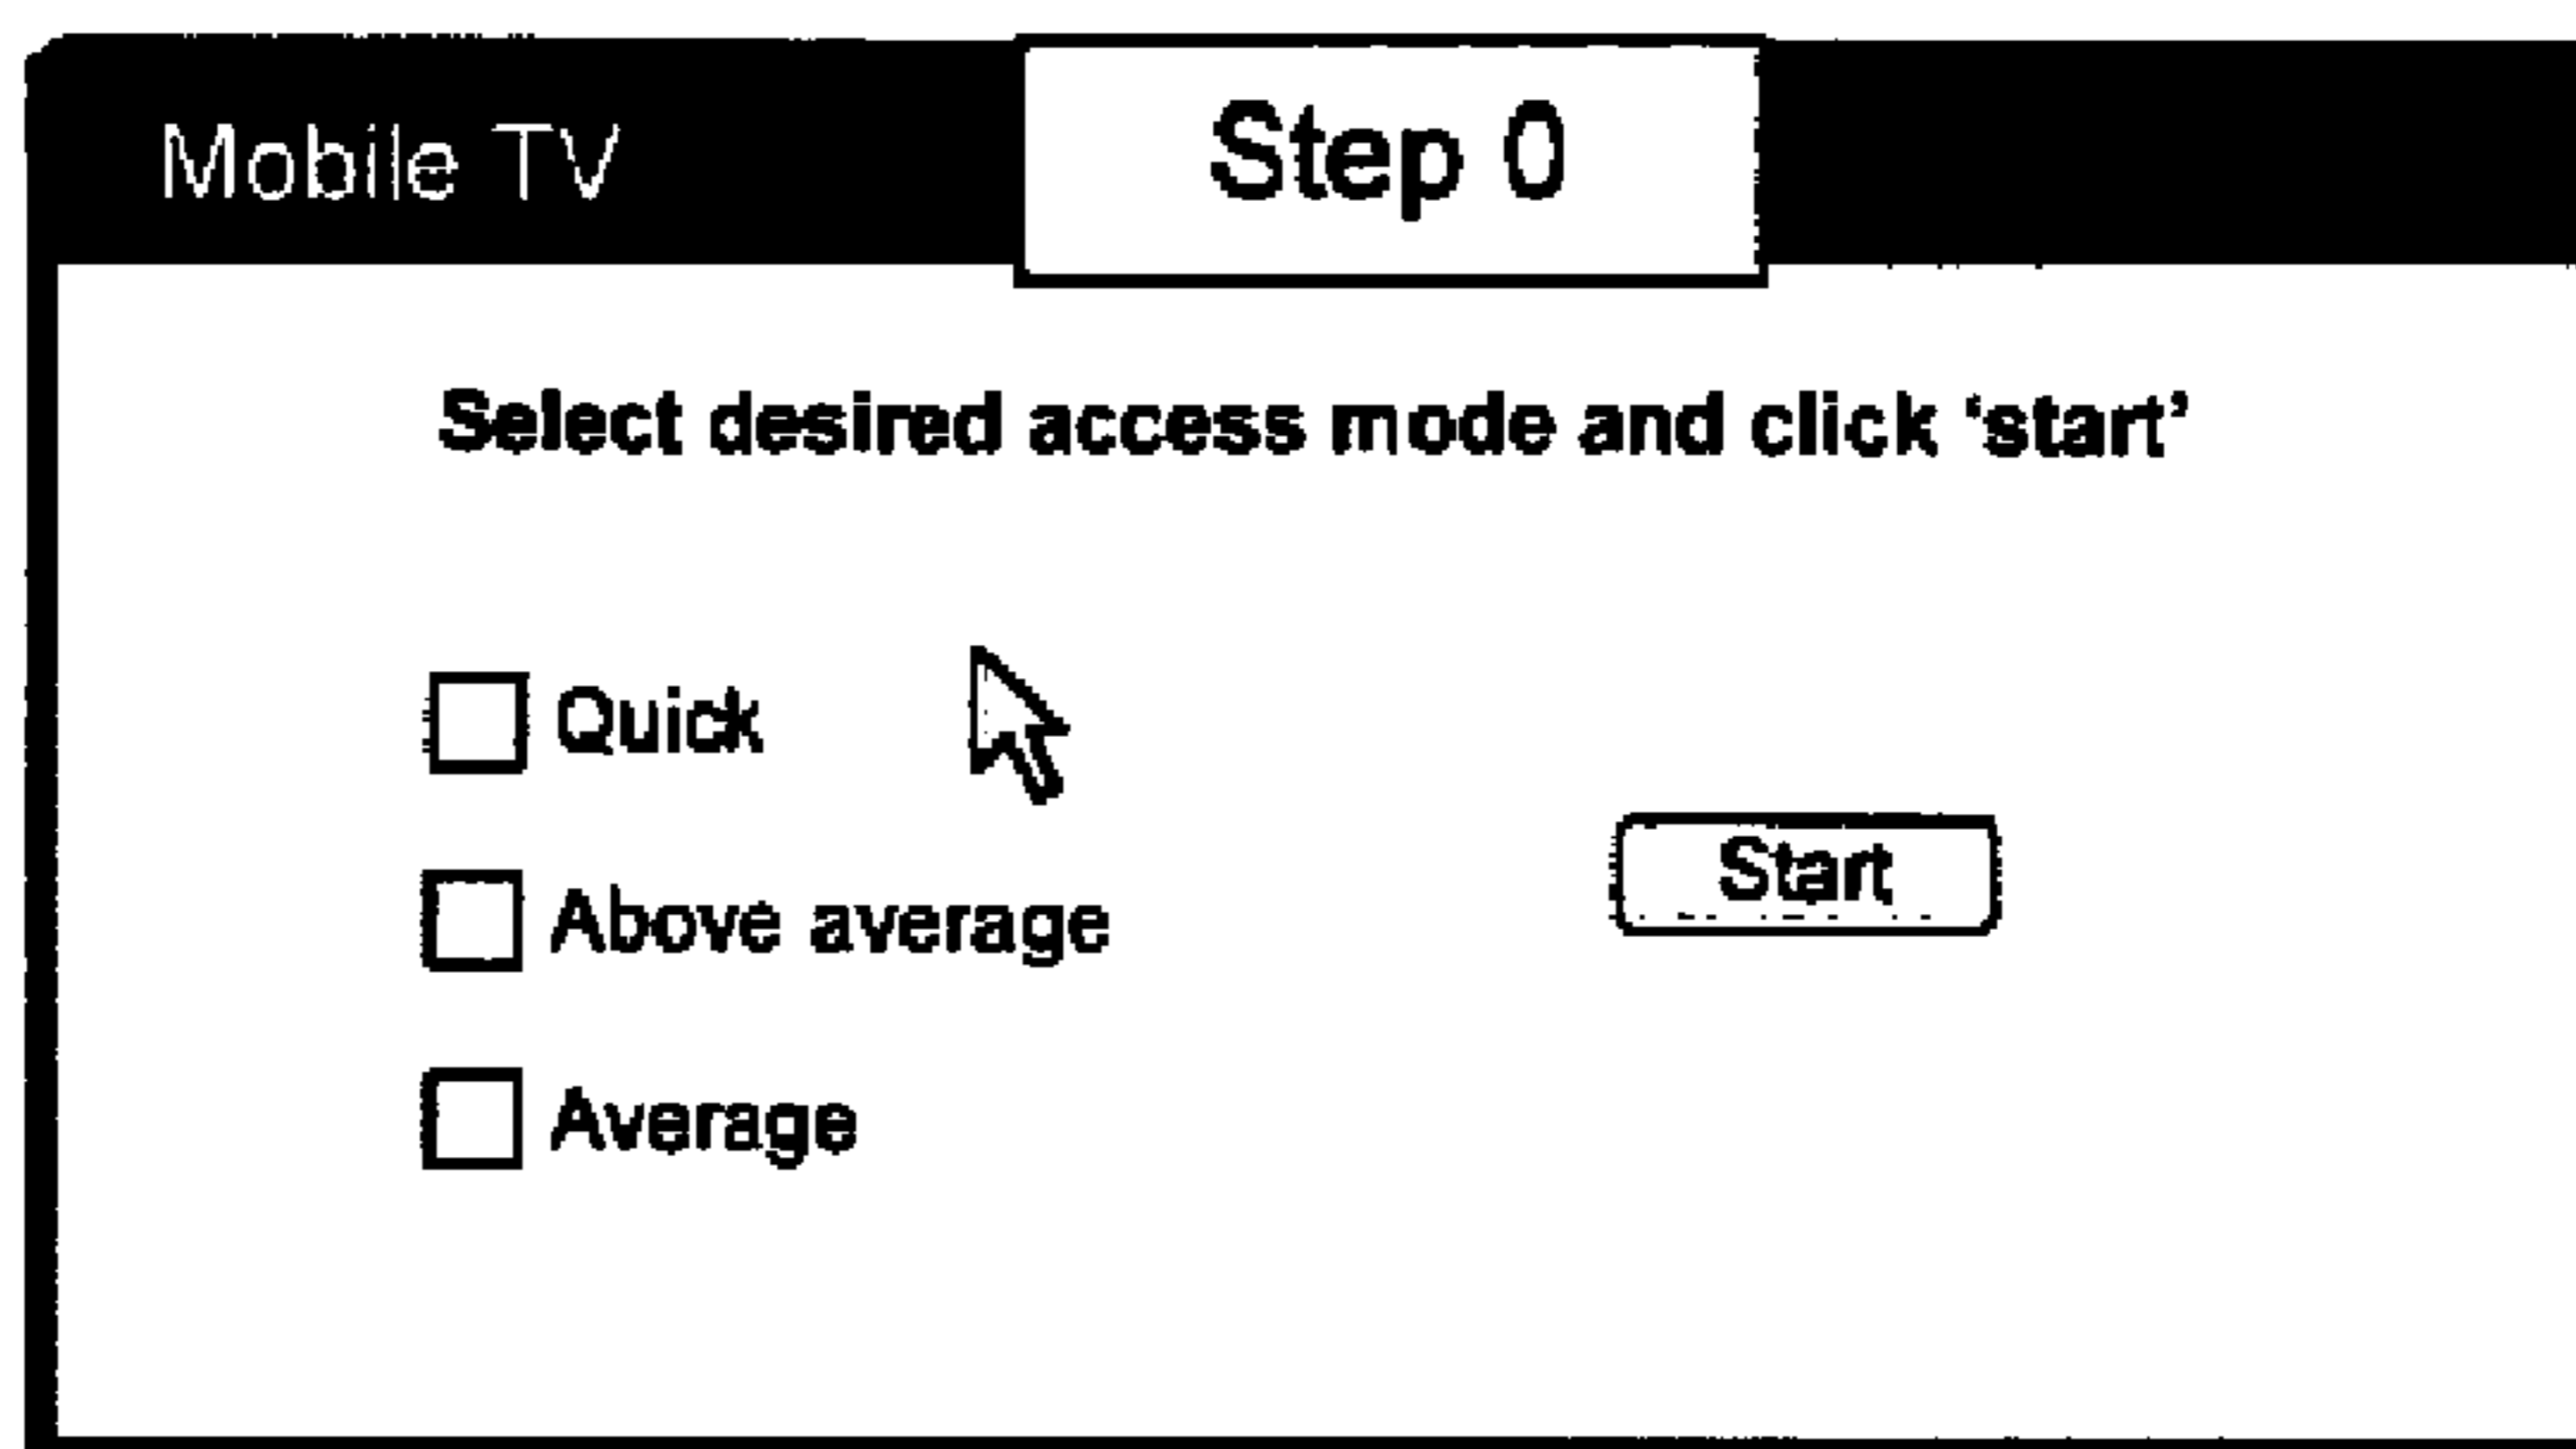 Mobile TV
Step 0
Select desired access mode and click ‘start’
Quick
Above average
Start
Average